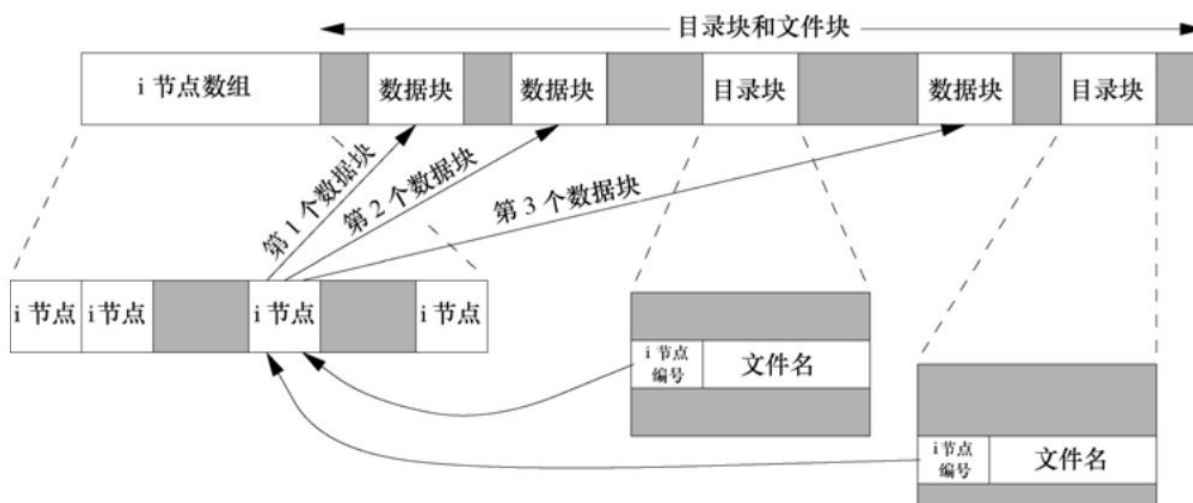 目录块和文件块
i 节点数组
数据块
数据块
目录块
数据块
目录块
第 1 个数据块
第 2 个数据块
第 3 个数据块
i 节点
i 节点
i 节点
i 节点
i 节点
编号
文件名
i 节点
编号
文件名